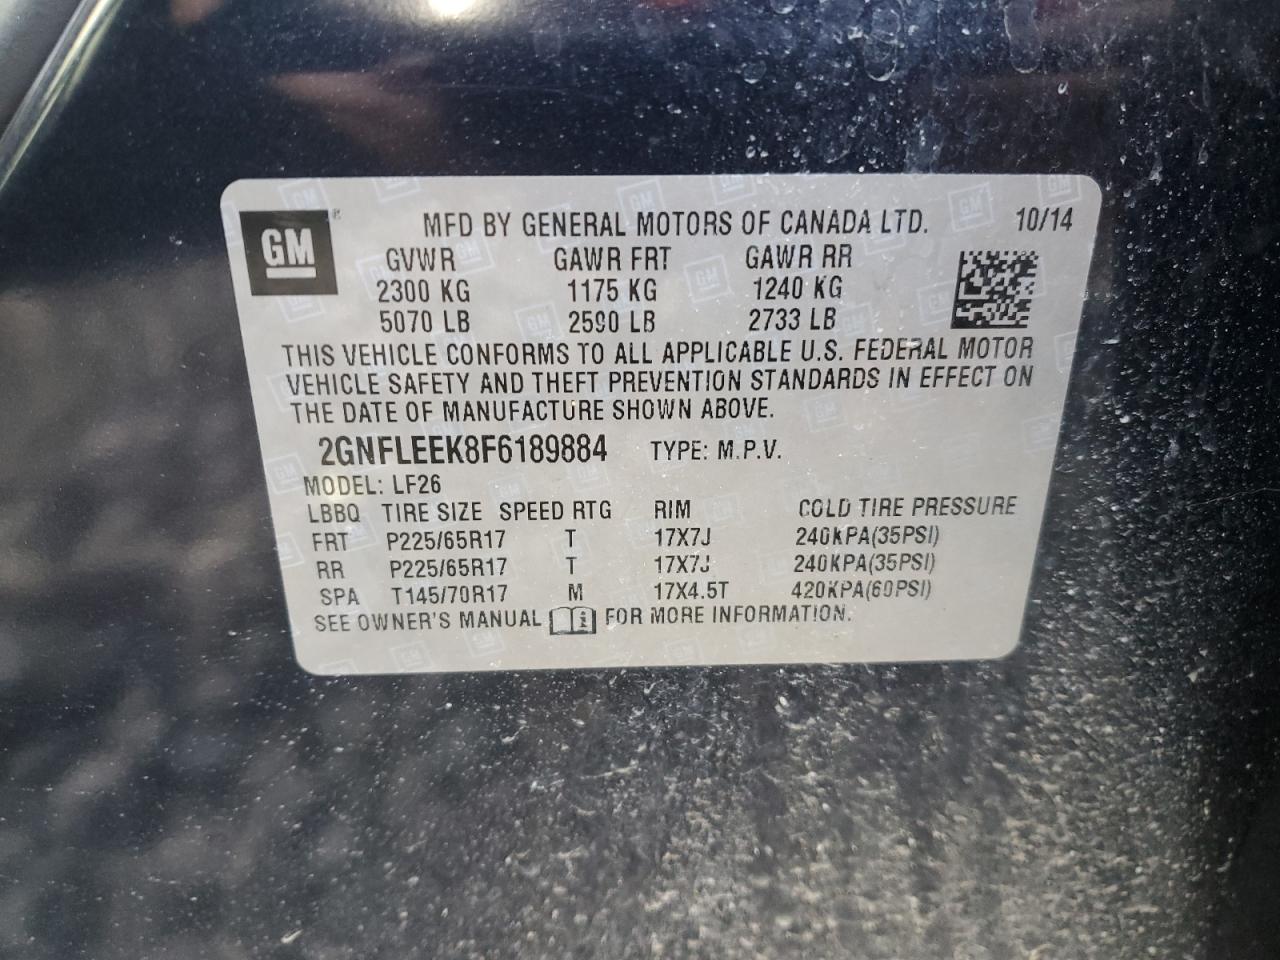 GM ®
MFD BY GENERAL MOTORS OF CANADA LTD. 10/14
GVWR GAWR FRT GAWR RR
2300 KG 1175 KG 1240 KG
5070 LB 2590 LB 2733 LB
THIS VEHICLE CONFORMS TO ALL APPLICABLE U.S. FEDERAL MOTOR
VEHICLE SAFETY AND THEFT PREVENTION STANDARDS IN EFFECT ON
THE DATE OF MANUFACTURE SHOWN ABOVE.
2GNFLEEK8F6189884 TYPE: M.P.V.
MODEL: LF26
LBBQ TIRE SIZE SPEED RTG RIM COLD TIRE PRESSURE
FRT P225/65R17 T 17X7J 240KPA(35PSI)
RR P225/65R17 T 17X7J 240KPA(35PSI)
SPA T145/70R17 M 17X4.5T 420KPA(60PSI)
SEE OWNER'S MANUAL i FOR MORE INFORMATION.